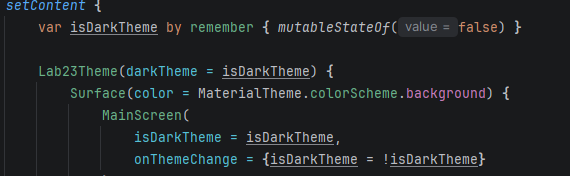 setContent {
var isDarkTheme by remember { mutableStateOf( value = false) }
Lab23Theme(darkTheme = isDarkTheme) {
Surface(color = MaterialTheme.colorScheme.background) {
MainScreen(
isDarkTheme = isDarkTheme,
onThemeChange = {isDarkTheme = !isDarkTheme}